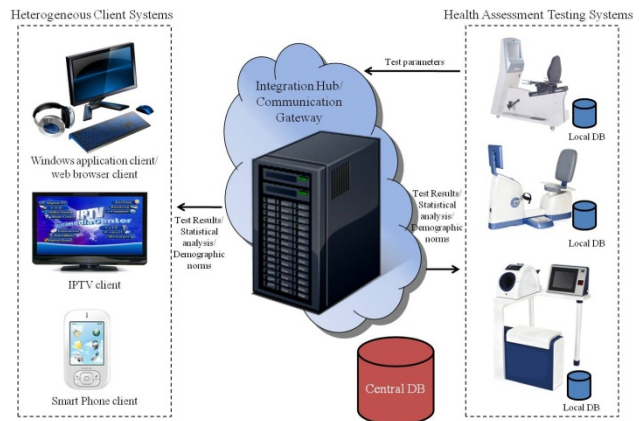 Heterogeneous Client Systems
Health Assessment Testing Systems
Integration Hub/
Communication
Gateway
Test parameters
Local DB
Windows application client/
web browser client
IPTV
Test Results/
Statistical
analysis/
Demographic
norms
Test Results/
Statistical
analysis/
Demographic
norms
Local DB
IPTV client
Central DB
Smart Phone client
Local DB